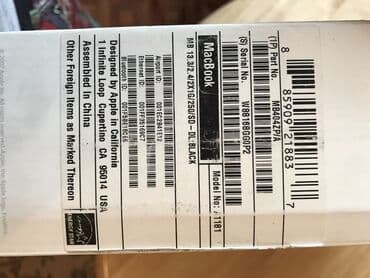 8
85909 21883
7
(1P) Part No. MB404ZP/A
(S) Serial No. W8816B9G0P2
MacBook
Model No: A1181
MB 13.3/2.4/2X1G/250/SD-DL-BLACK
Designed by Apple in California
1 Infinite Loop, Cupertino, CA 95014 USA
Assembled in China
Other Foreign Items as Marked Thereon